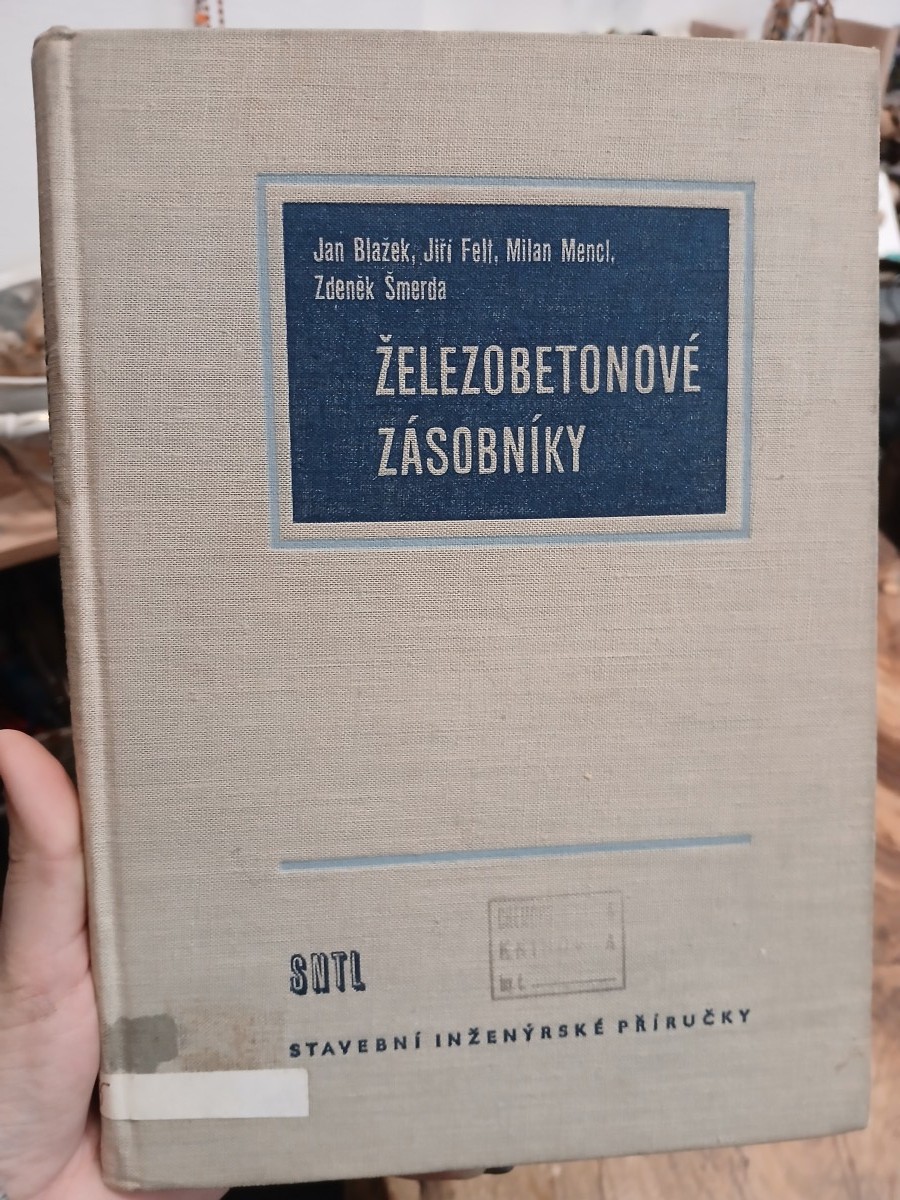 Jan Blažek, Jiří Felt, Milan Mencl,
Zdeněk Šmerda
ŽELEZOBETONOVÉ
ZÁSOBNÍKY
SNTL
STAVEBNÍ INŽENÝRSKÉ PŘÍRUČKY